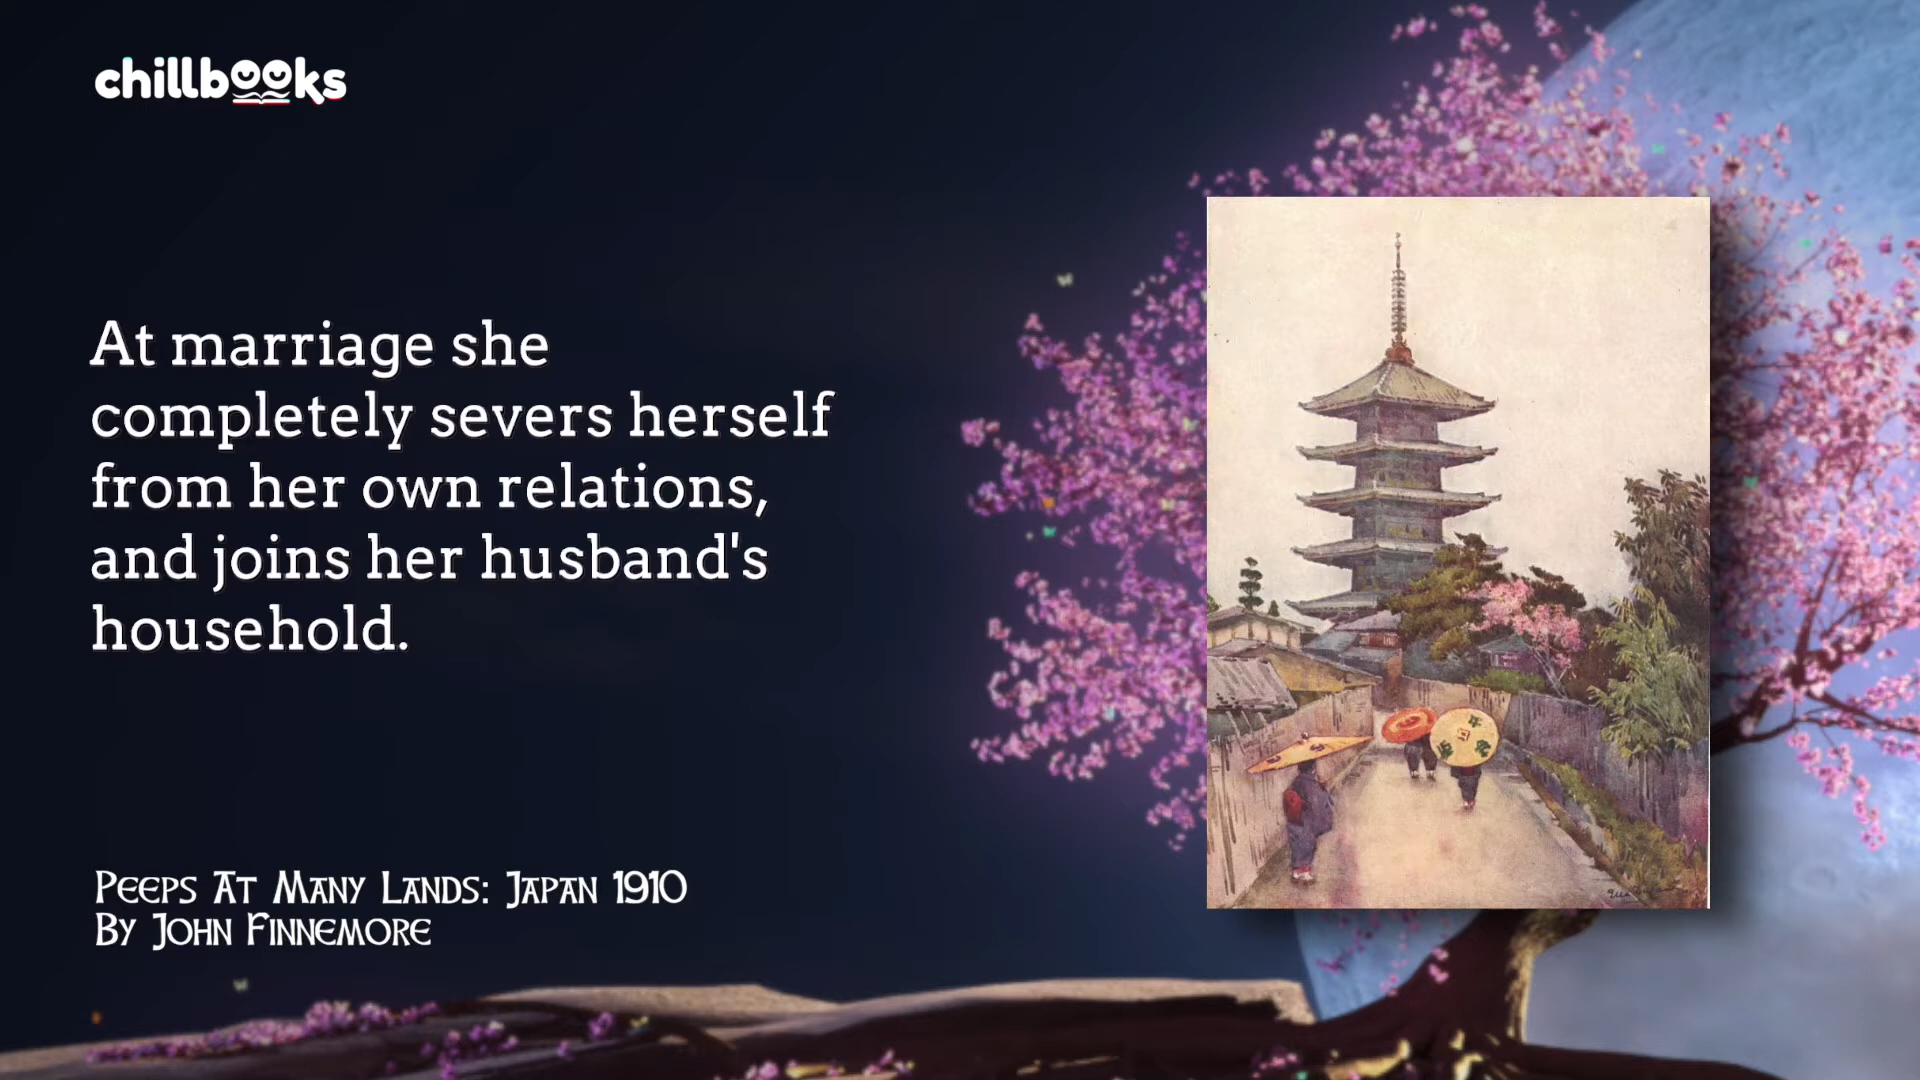 chillbooks
At marriage she
completely severs herself
from her own relations,
and joins her husband's
household.
Peeps At Many Lands: Japan 1910
By John Finnemore